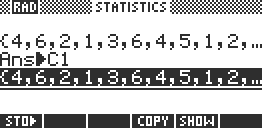 RAD STATISTICS
{4,6,2,1,3,6,4,5,1,2,…
Ans▶C1
{4,6,2,1,3,6,4,5,1,2,…
STO▶ COPY SHOW